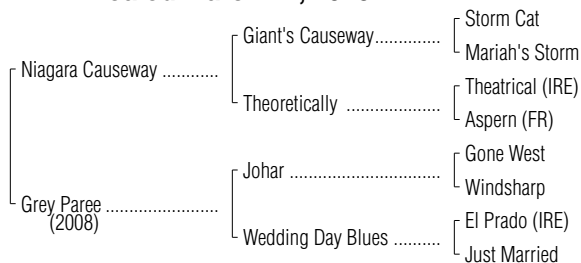 Giant's Causeway..............
Storm Cat
Mariah's Storm
Niagara Causeway ............
Theoretically ......................
Theatrical (IRE)
Aspern (FR)
Johar ...................................
Gone West
Windsharp
Grey Paree ........................
(2008)
Wedding Day Blues ...........
El Prado (IRE)
Just Married